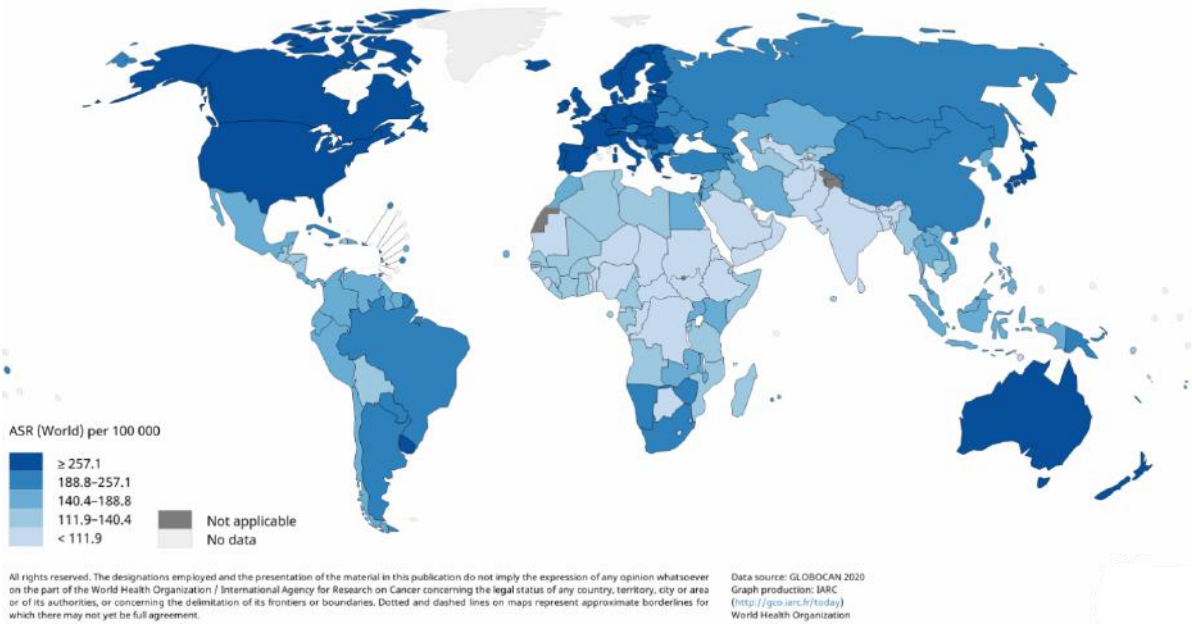 ASR (World) per 100 000
≥ 257.1
188.8–257.1
140.4–188.8
111.9–140.4
< 111.9
Not applicable
No data
All rights reserved. The designations employed and the presentation of the material in this publication do not imply the expression of any opinion whatsoever
on the part of the World Health Organization / International Agency for Research on Cancer concerning the legal status of any country, territory, city or area
or of its authorities, or concerning the delimitation of its frontiers or boundaries. Dotted and dashed lines on maps represent approximate borderlines for
which there may not yet be full agreement.
Data source: GLOBOCAN 2020
Graph production: IARC
(http://gco.iarc.fr/today)
World Health Organization